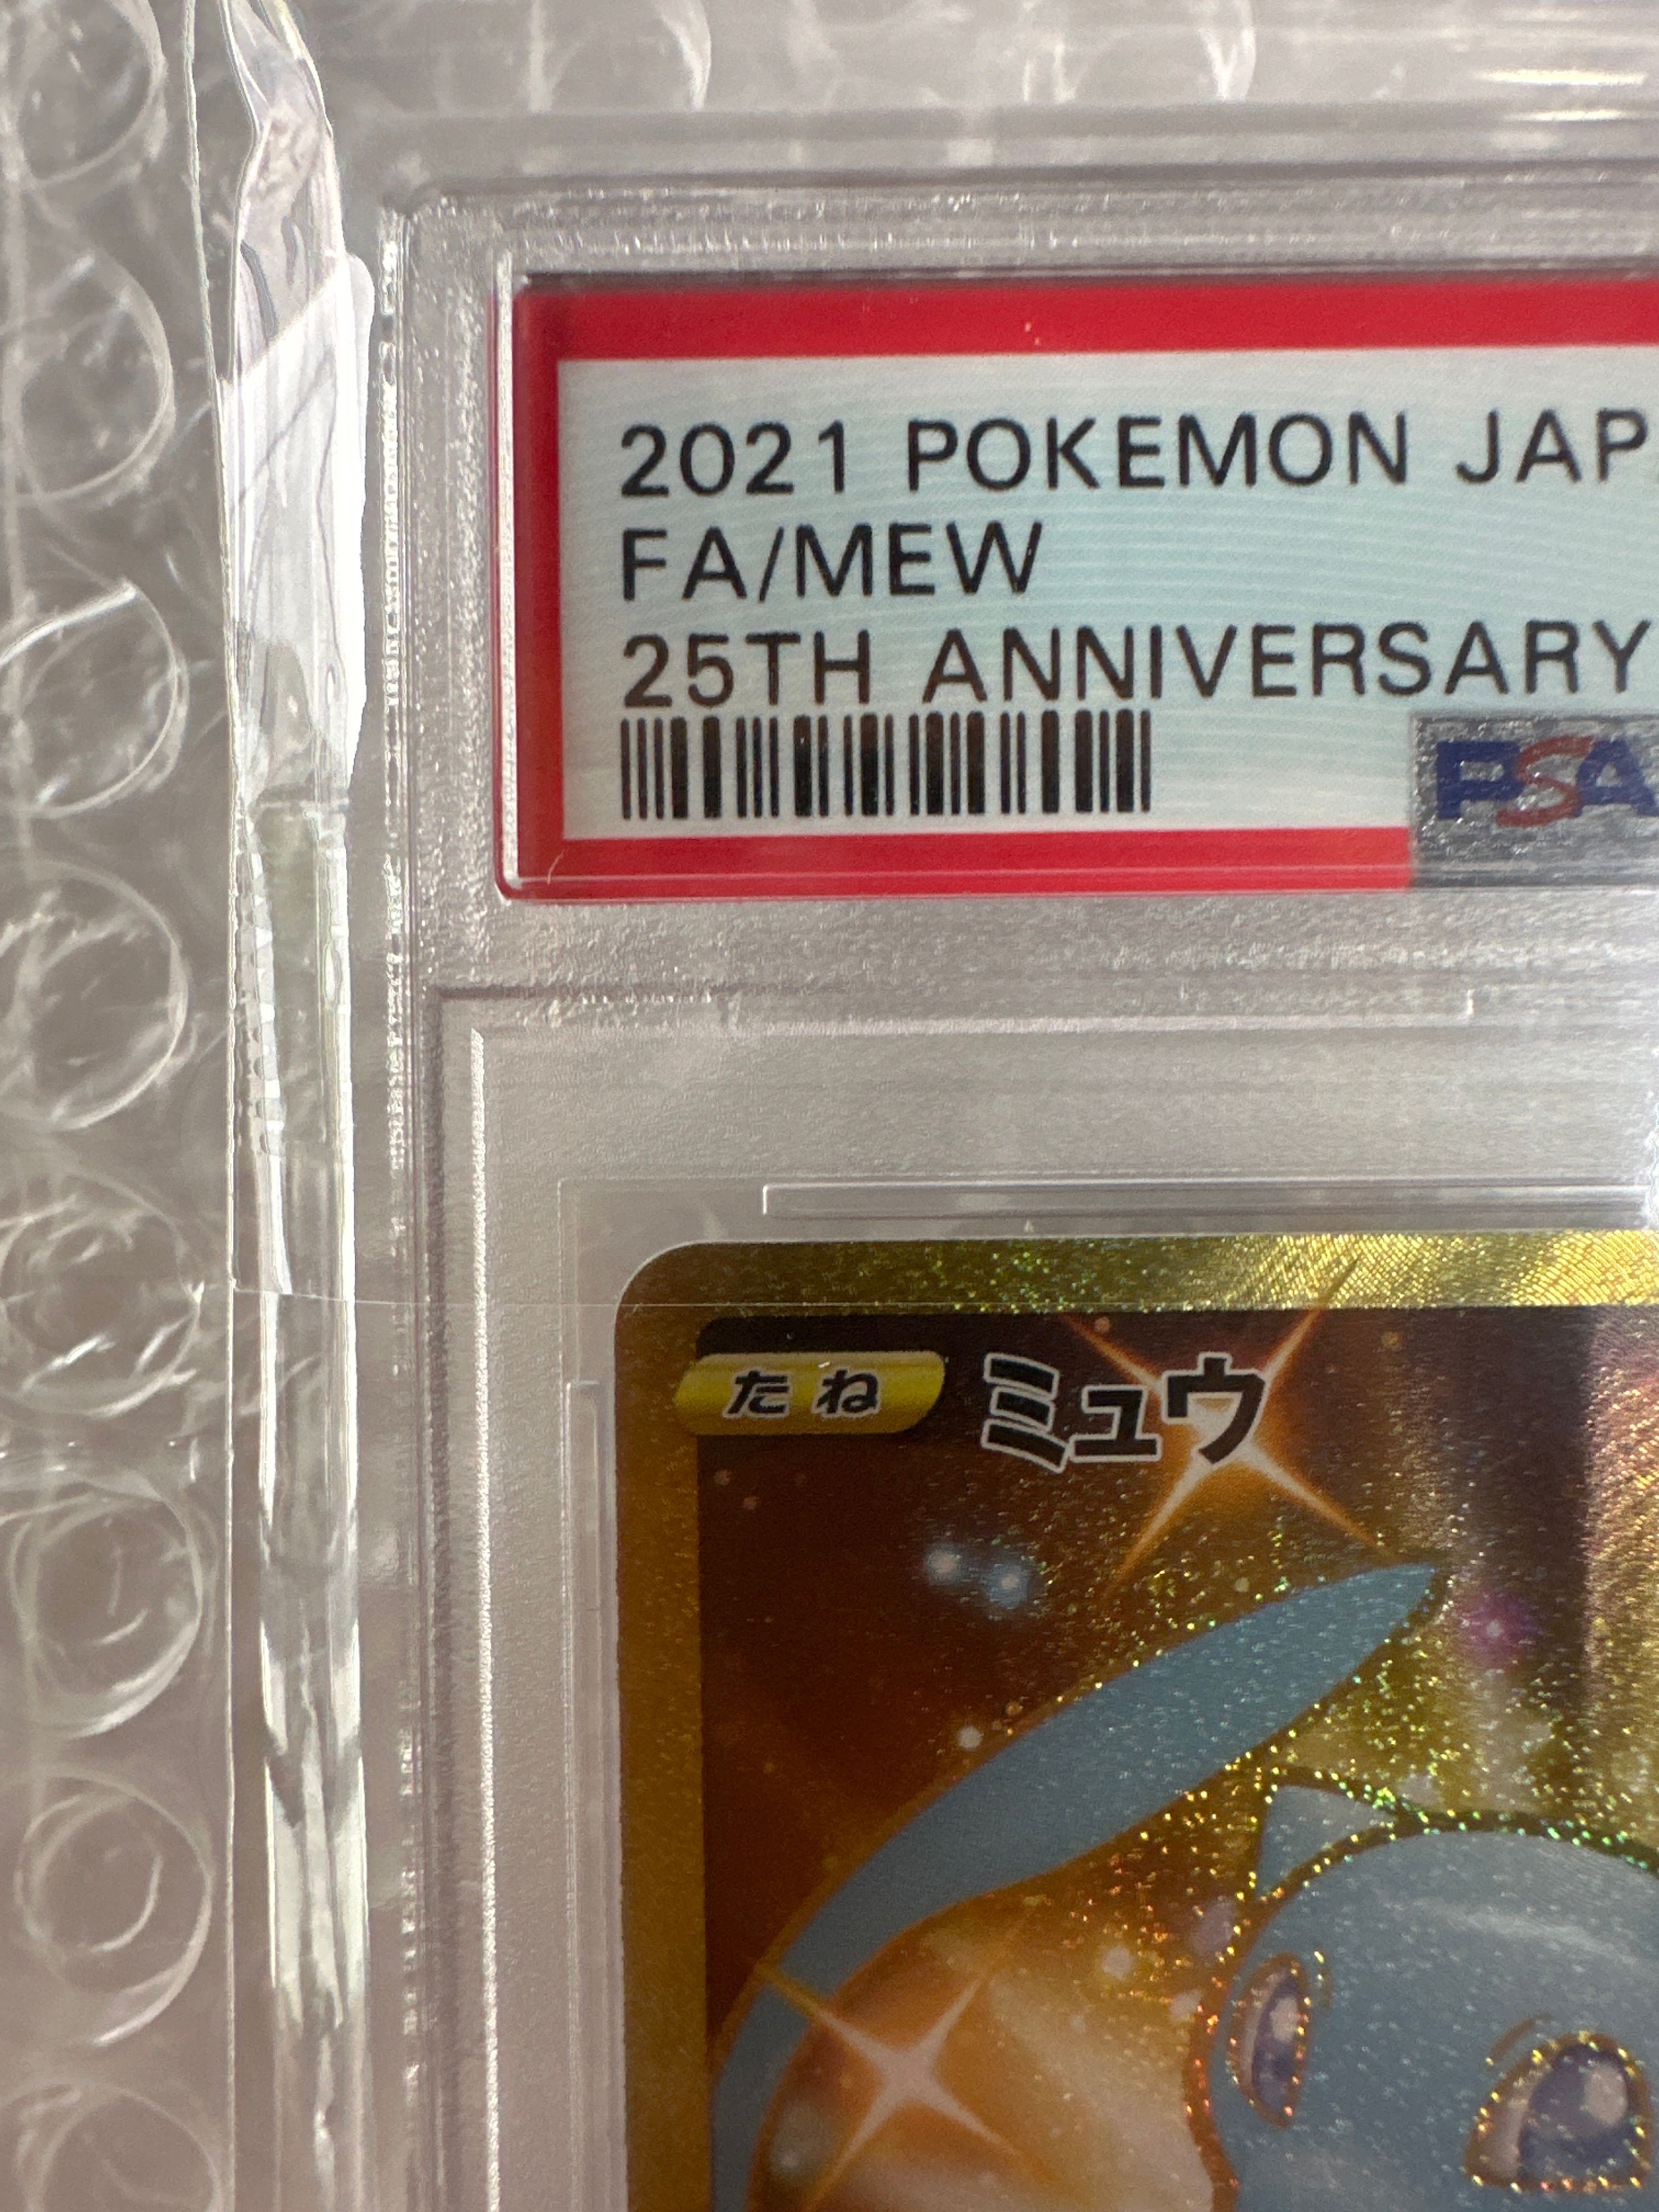 2021 POKEMON JAP
FA/MEW
25TH ANNIVERSARY
PSA
たね ミュウ